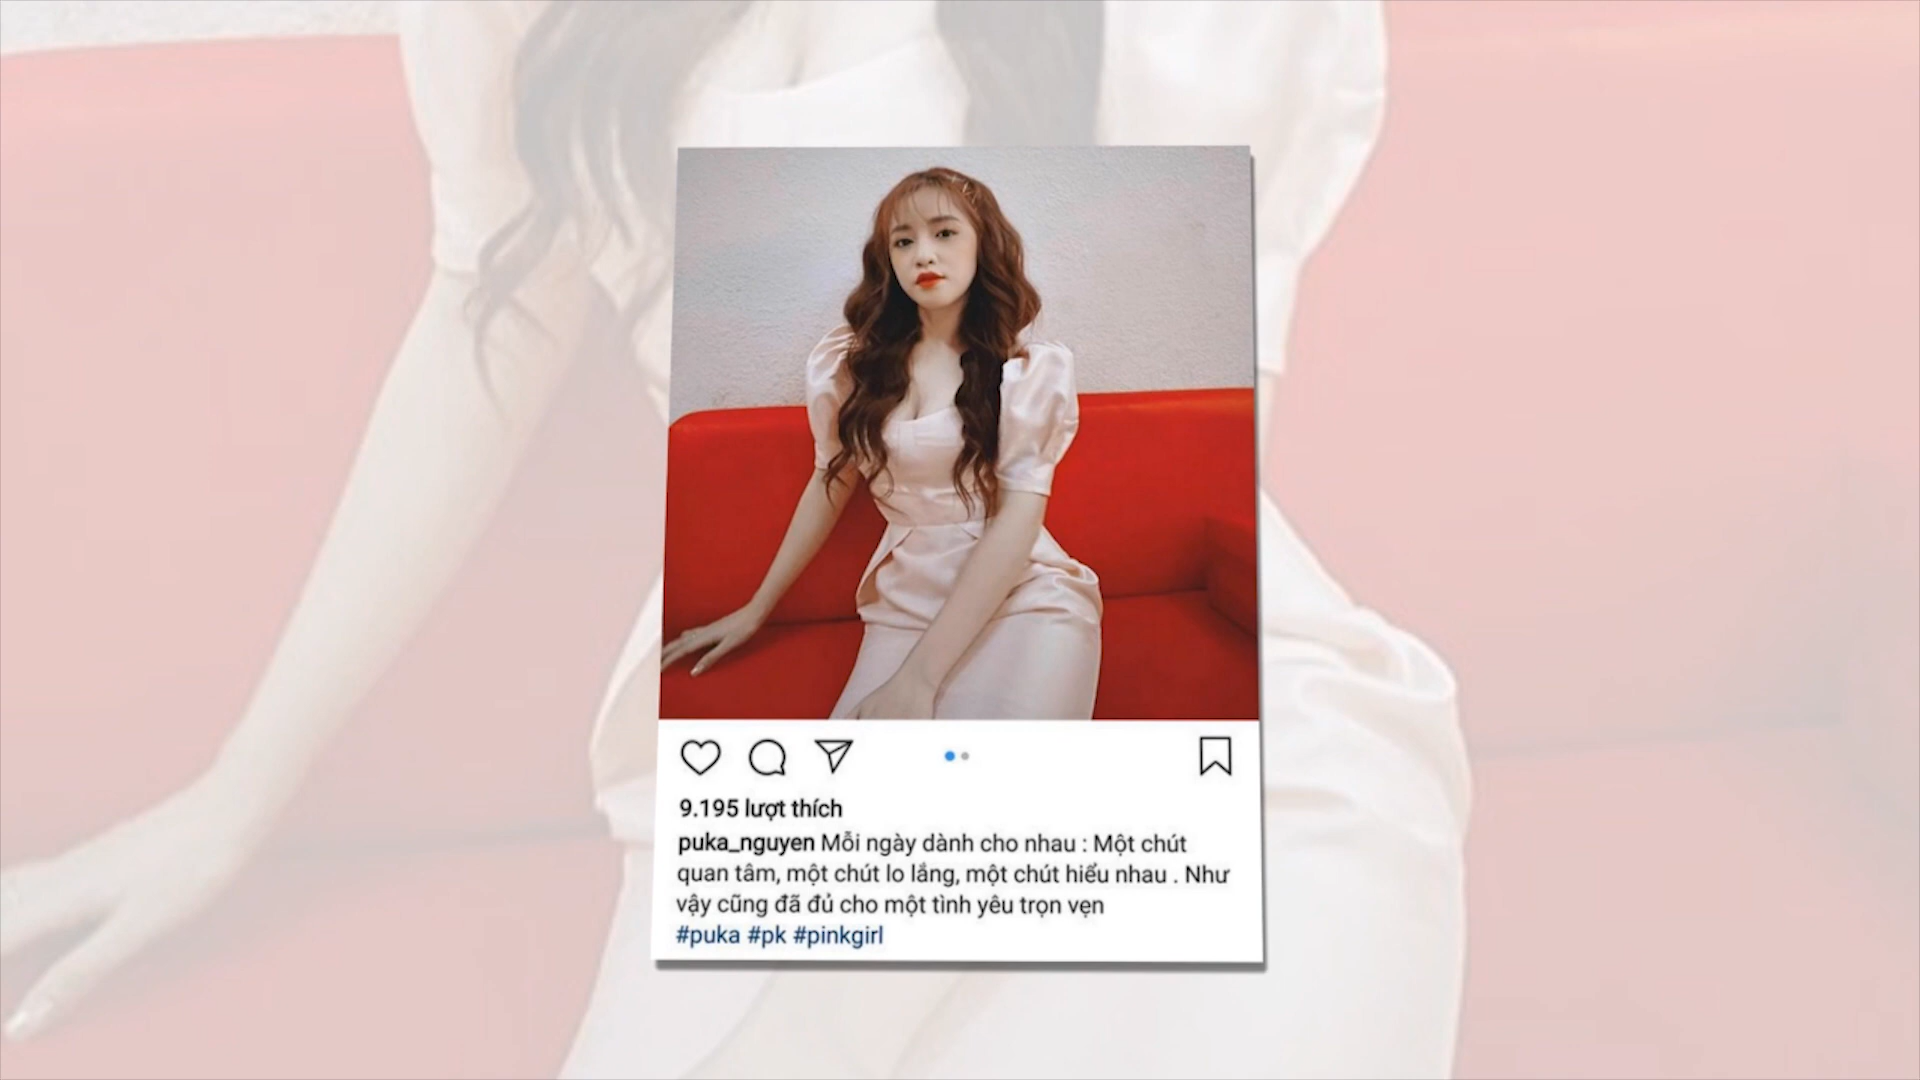 9.195 lượt thích
puka_nguyen Mỗi ngày dành cho nhau : Một chút
quan tâm, một chút lo lắng, một chút hiểu nhau . Như
vậy cũng đã đủ cho một tình yêu trọn vẹn
#puka #pk #pinkgirl